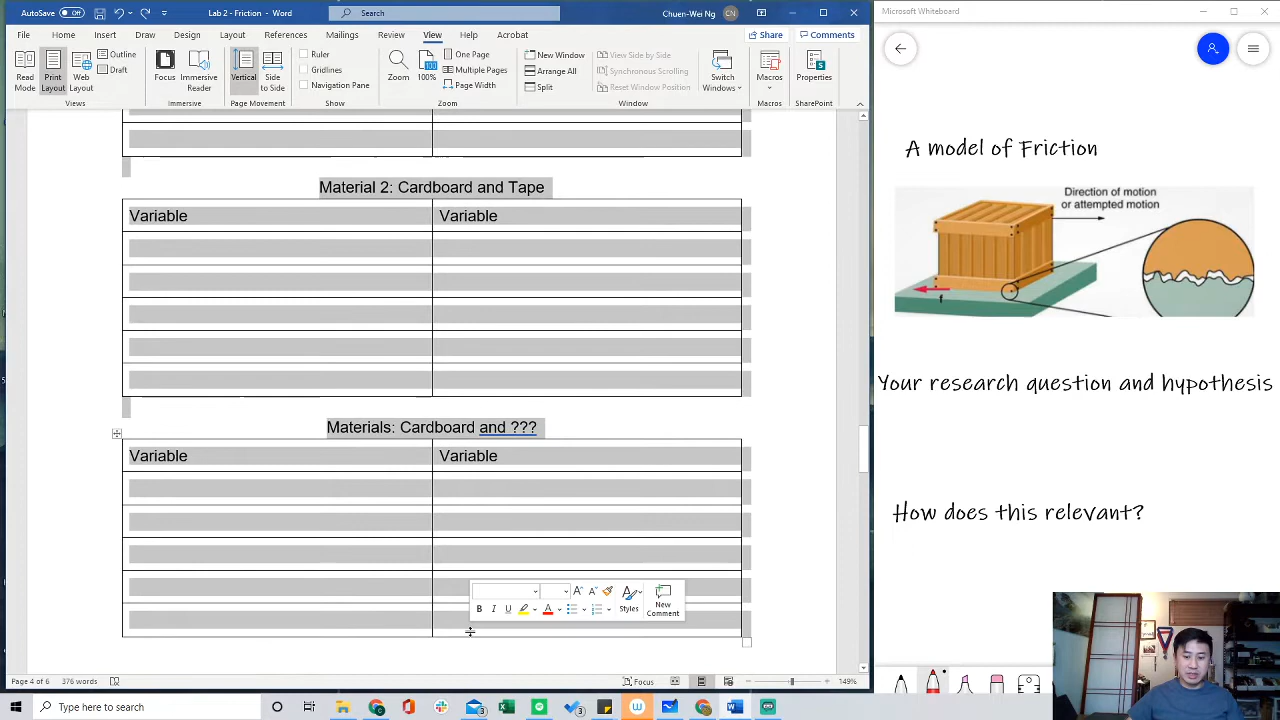 AutoSave Off Lab 2 - Friction - Word Search Chuen-Wei Ng CN
File Home Insert Draw Design Layout References Mailings Review View Help Acrobat Share Comments
Read Mode
Print Layout
Web Layout
Outline
Draft
Views
Focus
Immersive Reader
Immersive
Vertical
Side to Side
Page Movement
Ruler
Gridlines
Navigation Pane
Show
Zoom
100%
One Page
Multiple Pages
Page Width
Zoom
New Window
Arrange All
Split
View Side by Side
Synchronous Scrolling
Reset Window Position
Switch Windows
Window
Macros
Macros
Properties
SharePoint
Material 2: Cardboard and Tape
Variable Variable
Materials: Cardboard and ???
Variable Variable
Styles
New Comment
Page 4 of 6 376 words Focus 149%
Type here to search
Microsoft Whiteboard
A model of Friction
Direction of motion
or attempted motion
f
Your research question and hypothesis
How does this relevant?